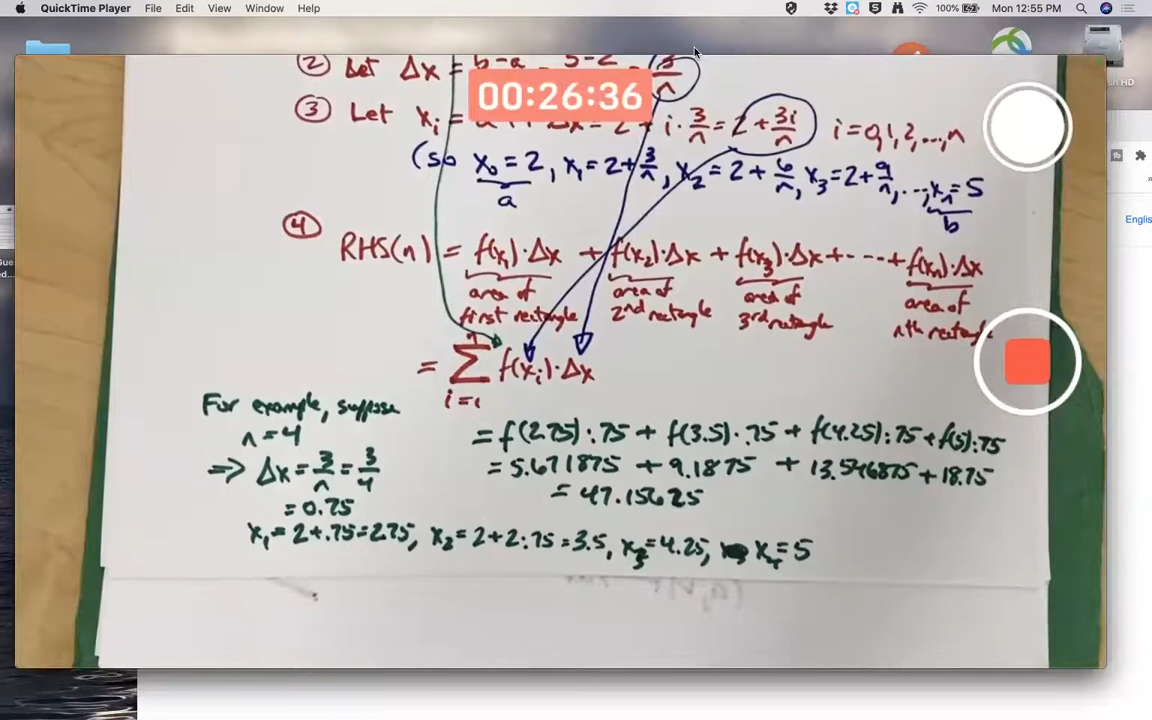 QuickTime Player File Edit View Window Help 100% Mon 12:55 PM
HD
② Let Δx = b-a 5-2 3/n
00:26:36
③ Let xᵢ = i · 3/n = 2 + 3i/n i = 0,1,2,...,n
(so x₀ = 2, x₁ = 2+3/n, x₂ = 2+6/n, x₃ = 2+9/n, ..., xₙ = 5
a b
④ RHS(n) = f(x₁)·Δx + f(x₂)·Δx + f(x₃)·Δx + ---- + f(xₙ)·Δx
area of first rectangle area of 2nd rectangle area of 3rd rectangle area of nth rectangle
= Σ f(xᵢ)·Δx
i=1
For example, suppose
n=4
⇒ Δx = 3/n = 3/4
= 0.75
= f(2.75)·.75 + f(3.5)·.75 + f(4.25)·.75 + f(5)·.75
= 5.671875 + 9.1875 + 13.546875 + 18.75
= 47.15625
x₁ = 2+.75=2.75, x₂ = 2+2·.75=3.5, x₃=4.25, x₄=5
Englis